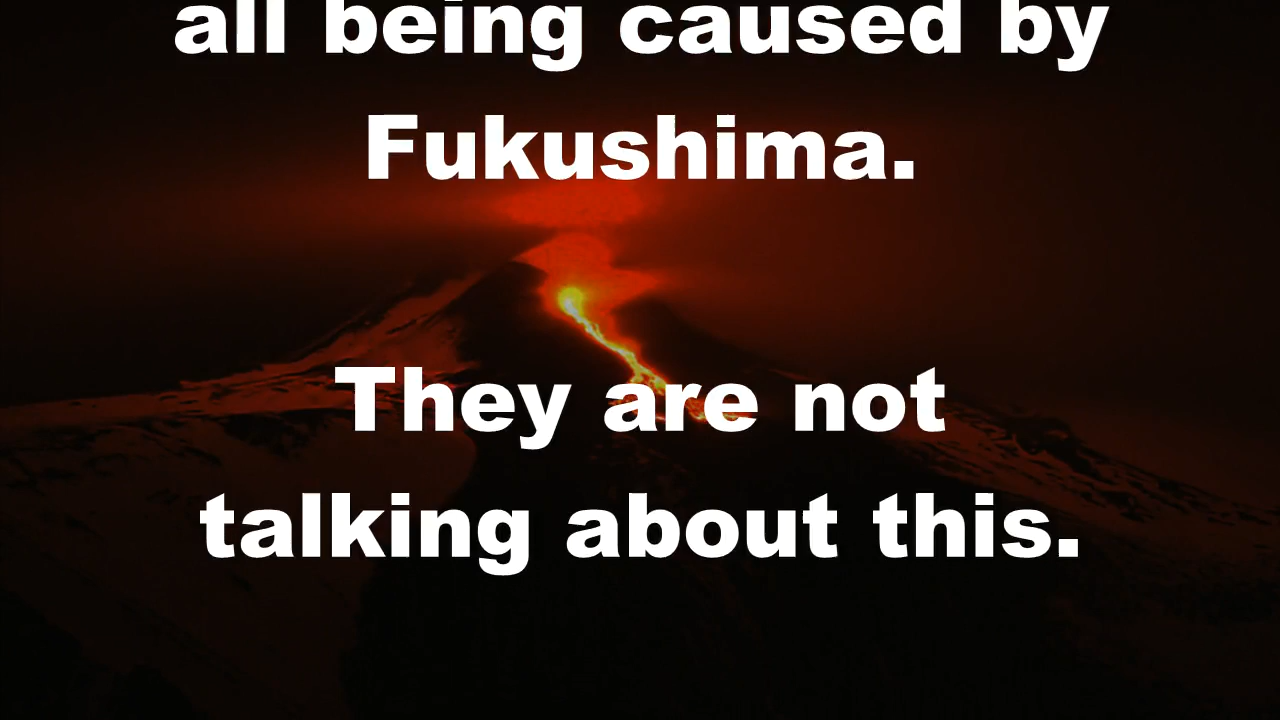 all being caused by
Fukushima.
They are not
talking about this.